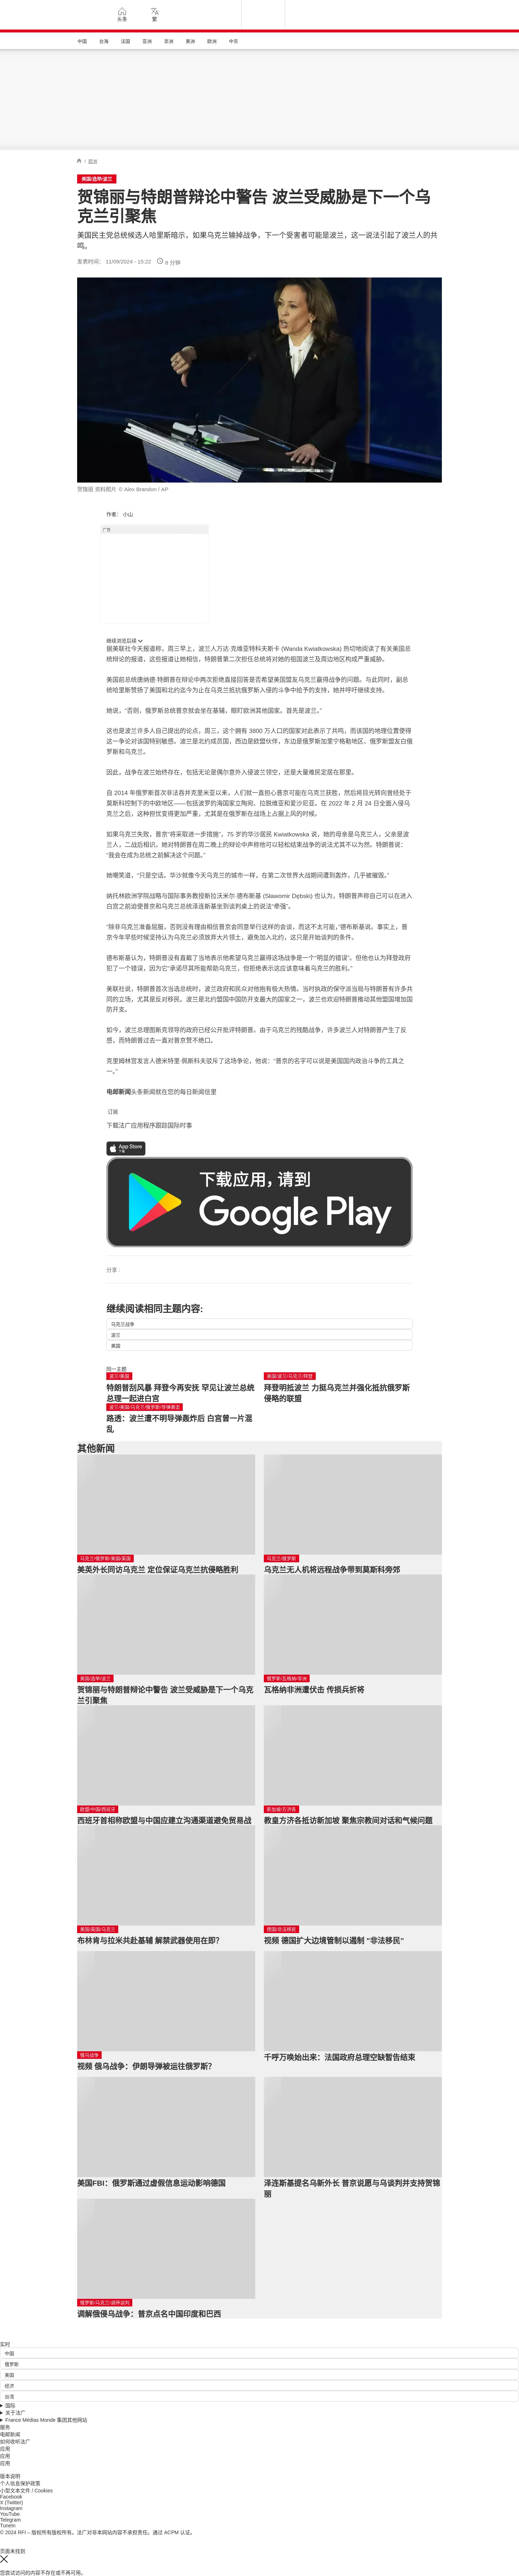 头条
繁
中国
台海
法国
亚洲
非洲
美洲
欧洲
中东
/ 欧洲
美国/选举/波兰
贺锦丽与特朗普辩论中警告 波兰受威胁是下一个乌
克兰引聚焦
美国民主党总统候选人哈里斯暗示，如果乌克兰输掉战争，下一个受害者可能是波兰，这一说法引起了波兰人的共
鸣。
发表时间： 11/09/2024 - 15:22
8 分钟
贺锦丽 资料照片 © Alex Brandon / AP
作者： 小山
广告
继续浏览后续
据美联社今天报道称，周三早上，波兰人万达·克维亚特科夫斯卡 (Wanda Kwiatkowska) 热切地阅读了有关美国总
统辩论的报道，这些报道让她相信，特朗普第二次担任总统将对她的祖国波兰及周边地区构成严重威胁。
美国前总统唐纳德·特朗普在辩论中两次拒绝直接回答是否希望美国盟友乌克兰赢得战争的问题。与此同时，副总
统哈里斯赞扬了美国和北约迄今为止在乌克兰抵抗俄罗斯入侵的斗争中给予的支持，她并呼吁继续支持。
她说，“否则，俄罗斯总统普京就会坐在基辅，眼盯欧洲其他国家。首先是波兰。”
这也是波兰许多人自己提出的论点，周三，这个拥有 3800 万人口的国家对此表示了共鸣，而该国的地理位置使得
这一争论对该国特别敏感。波兰是北约成员国，西边是欧盟伙伴，东边是俄罗斯加里宁格勒地区、俄罗斯盟友白俄
罗斯和乌克兰。
因此，战争在波兰始终存在，包括无论是偶尔意外入侵波兰领空，还是大量难民定居在那里。
自 2014 年俄罗斯首次非法吞并克里米亚以来，人们就一直担心普京可能在乌克兰获胜，然后将目光转向曾经处于
莫斯科控制下的中欧地区——包括波罗的海国家立陶宛、拉脱维亚和爱沙尼亚。在 2022 年 2 月 24 日全面入侵乌
克兰之后，这种担忧变得更加严重，尤其是在俄罗斯在战场上占据上风的时候。
如果乌克兰失败，普京“将采取进一步措施”，75 岁的华沙居民 Kwiatkowska 说，她的母亲是乌克兰人，父亲是波
兰人，二战后相识。她对特朗普在周二晚上的辩论中声称他可以轻松结束战争的说法尤其不以为然。特朗普说：
“我会在成为总统之前解决这个问题。”
她嘲笑道，“只是空话。华沙就像今天乌克兰的城市一样，在第二次世界大战期间遭到轰炸，几乎被摧毁。”
纳托林欧洲学院战略与国际事务教授斯拉沃米尔·德布斯基 (Sławomir Dębski) 也认为，特朗普声称自己可以在进入
白宫之前迫使普京和乌克兰总统泽连斯基坐到谈判桌上的说法“牵强”。
“除非乌克兰准备屈服，否则没有理由相信普京会同意举行这样的会谈，而这不太可能，”德布斯基说。事实上，普
京今年早些时候坚持认为乌克兰必须放弃大片领土，避免加入北约，这只是开始谈判的条件。
德布斯基认为，特朗普没有直截了当地表示他希望乌克兰赢得这场战争是一个“明显的错误”，但他也认为拜登政府
犯了一个错误，因为它“承诺尽其所能帮助乌克兰，但拒绝表示这应该意味着乌克兰的胜利。”
美联社说，特朗普首次当选总统时，波兰政府和民众对他抱有极大热情。当时执政的保守派当局与特朗普有许多共
同的立场，尤其是反对移民。波兰是北约盟国中国防开支最大的国家之一，波兰也欢迎特朗普推动其他盟国增加国
防开支。
如今，波兰总理图斯克领导的政府已经公开批评特朗普。由于乌克兰的残酷战争，许多波兰人对特朗普产生了反
感，而特朗普过去一直对普京赞不绝口。
克里姆林宫发言人德米特里·佩斯科夫驳斥了这场争论，他说：“普京的名字可以说是美国国内政治斗争的工具之
一。”
电邮新闻头条新闻就在您的每日新闻信里
订阅
下载法广应用程序跟踪国际时事
App Store
下载
下载应用，请到
Google Play
分享 :
继续阅读相同主题内容:
乌克兰战争
波兰
美国
同一主题
波兰/美国
特朗普刮风暴 拜登今再安抚 罕见让波兰总统
总理一起进白宫
美国/波兰/乌克兰/拜登
拜登明抵波兰 力挺乌克兰并强化抵抗俄罗斯
侵略的联盟
波兰/美国/乌克兰/俄罗斯/导弹袭击
路透：波兰遭不明导弹轰炸后 白宫曾一片混
乱
其他新闻
乌克兰/俄罗斯/美国/英国
美英外长同访乌克兰 定位保证乌克兰抗侵略胜利
乌克兰/俄罗斯
乌克兰无人机将远程战争带到莫斯科旁郊
美国/选举/波兰
贺锦丽与特朗普辩论中警告 波兰受威胁是下一个乌克
兰引聚焦
俄罗斯/瓦格纳/非洲
瓦格纳非洲遭伏击 传损兵折将
欧盟/中国/西班牙
西班牙首相称欧盟与中国应建立沟通渠道避免贸易战
新加坡/方济各
教皇方济各抵访新加坡 聚焦宗教间对话和气候问题
美国/英国/乌克兰
布林肯与拉米共赴基辅 解禁武器使用在即？
德国/非法移民
视频 德国扩大边境管制以遏制 “非法移民”
俄乌战争
视频 俄乌战争：伊朗导弹被运往俄罗斯？
千呼万唤始出来：法国政府总理空缺暂告结束
美国FBI：俄罗斯通过虚假信息运动影响德国
泽连斯基提名乌新外长 普京说愿与乌谈判并支持贺锦
丽
俄罗斯/乌克兰/调停谈判
调解俄侵乌战争：普京点名中国印度和巴西
实时
中国
俄罗斯
美国
经济
台湾
国际
关于法广
France Médias Monde 集团其他网站
服务
电邮新闻
如何收听法广
应用
应用
应用
版本说明
个人信息保护政策
小型文本文件 / Cookies
Facebook
X (Twitter)
Instagram
YouTube
Telegram
TuneIn
© 2024 RFI – 版权所有版权所有。法广对非本网站内容不承担责任。通过 ACPM 认证。
页面未找到
您尝试访问的内容不存在或不再可用。